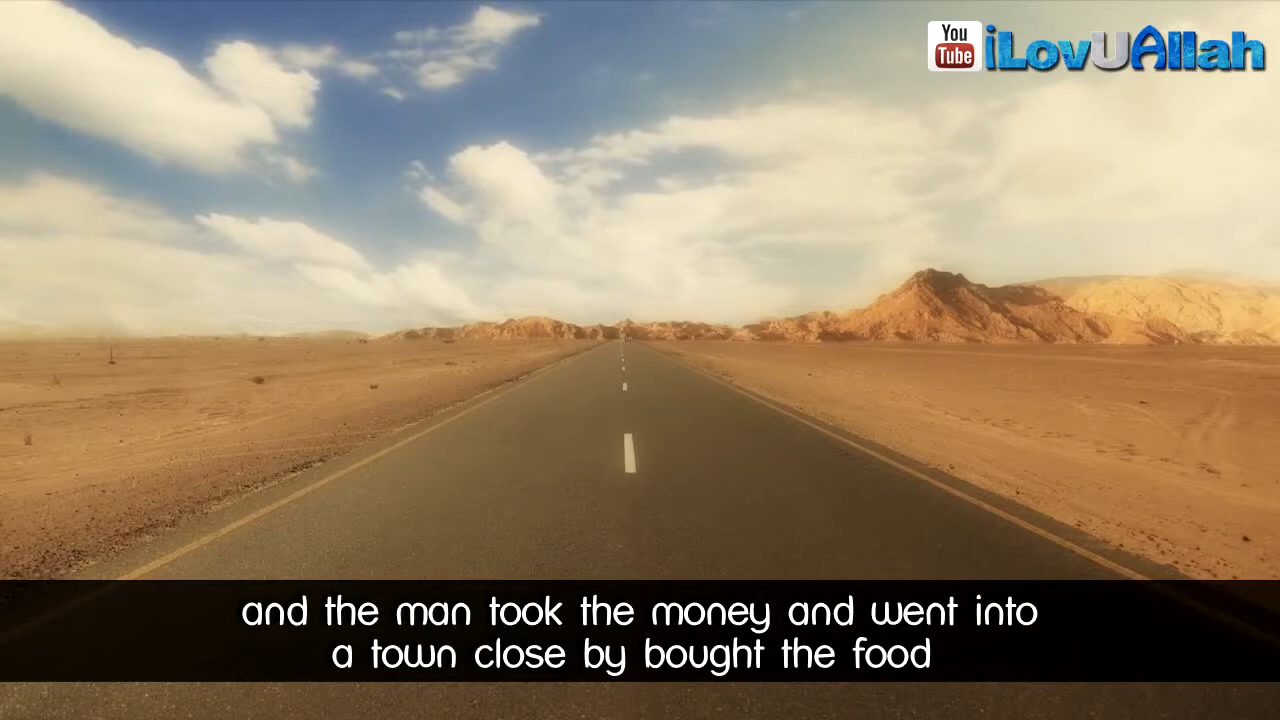 You
Tube
iLovUAllah
and the man took the money and went into
a town close by bought the food